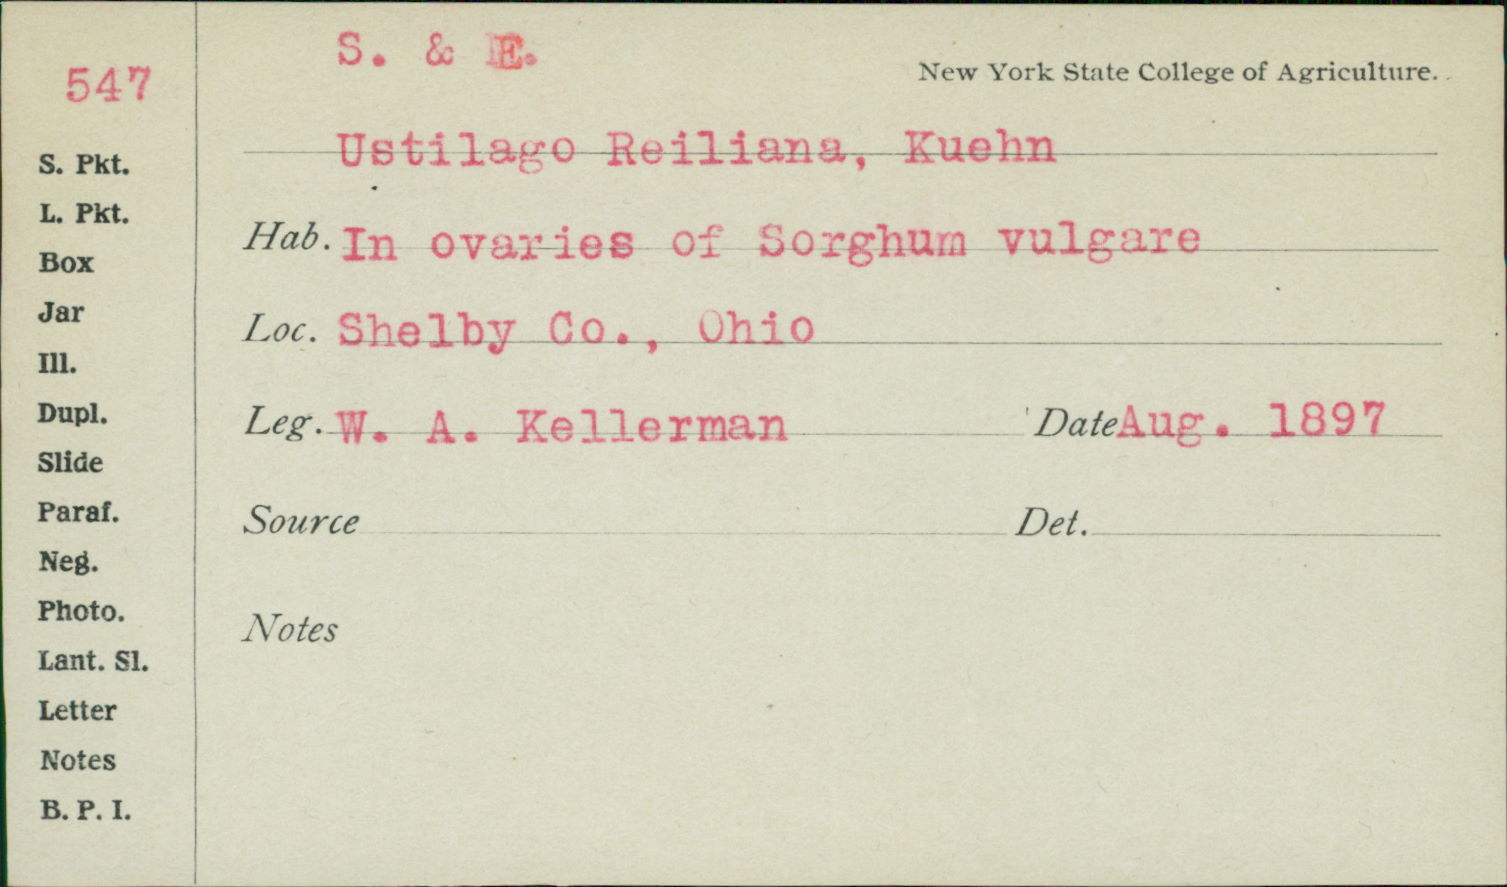 547
S. & E.
New York State College of Agriculture.
Ustilago Reiliana, Kuehn
Hab. In ovaries of Sorghum vulgare
Loc. Shelby Co., Ohio
Leg. W. A. Kellerman Date Aug. 1897
Source Det.
Notes
S. Pkt.
L. Pkt.
Box
Jar
Ill.
Dupl.
Slide
Paraf.
Neg.
Photo.
Lant. Sl.
Letter
Notes
B. P. I.